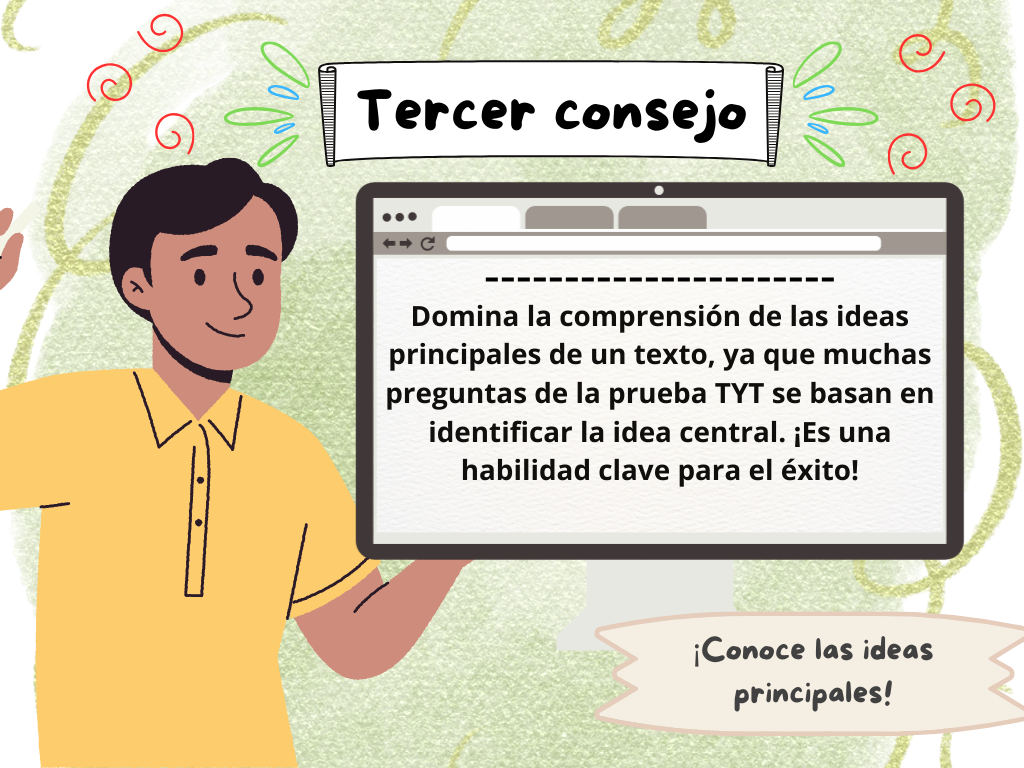 Tercer consejo
----------------------
Domina la comprensión de las ideas
principales de un texto, ya que muchas
preguntas de la prueba TYT se basan en
identificar la idea central. ¡Es una
habilidad clave para el éxito!
¡Conoce las ideas
principales!